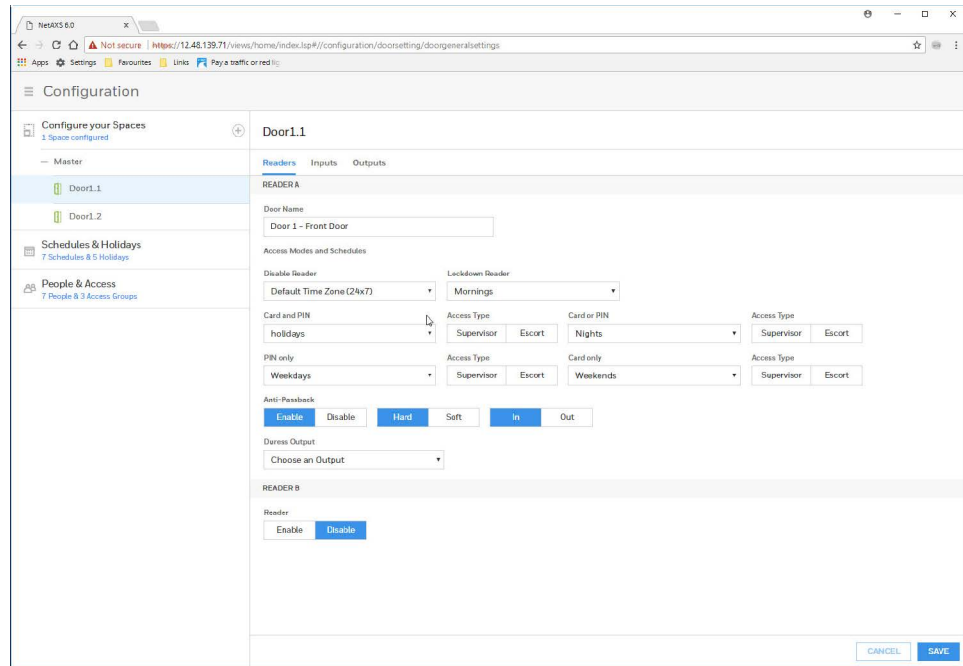 NetAXS 6.0
Not secure | https://12.48.139.71/views/home/index.lsp#//configuration/doorsetting/doorgeneralsettings
Apps Settings Favourites Links Pay a traffic or red lig
Configuration
Configure your Spaces
1 Space configured
Master
Door1.1
Door1.2
Schedules & Holidays
7 Schedules & 5 Holidays
People & Access
7 People & 3 Access Groups
Door1.1
Readers Inputs Outputs
READER A
Door Name
Door 1 - Front Door
Access Modes and Schedules
Disable Reader Lockdown Reader
Default Time Zone (24x7) Mornings
Card and PIN Access Type Card or PIN Access Type
holidays Supervisor Escort Nights Supervisor Escort
PIN only Access Type Card only Access Type
Weekdays Supervisor Escort Weekends Supervisor Escort
Anti-Passback
Enable Disable Hard Soft In Out
Duress Output
Choose an Output
READER B
Reader
Enable Disable
CANCEL SAVE